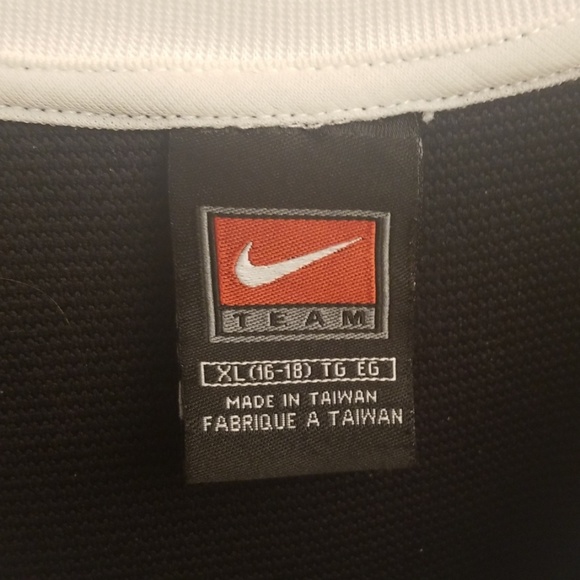 TEAM
XL(16-18) TG EG
MADE IN TAIWAN
FABRIQUE A TAIWAN